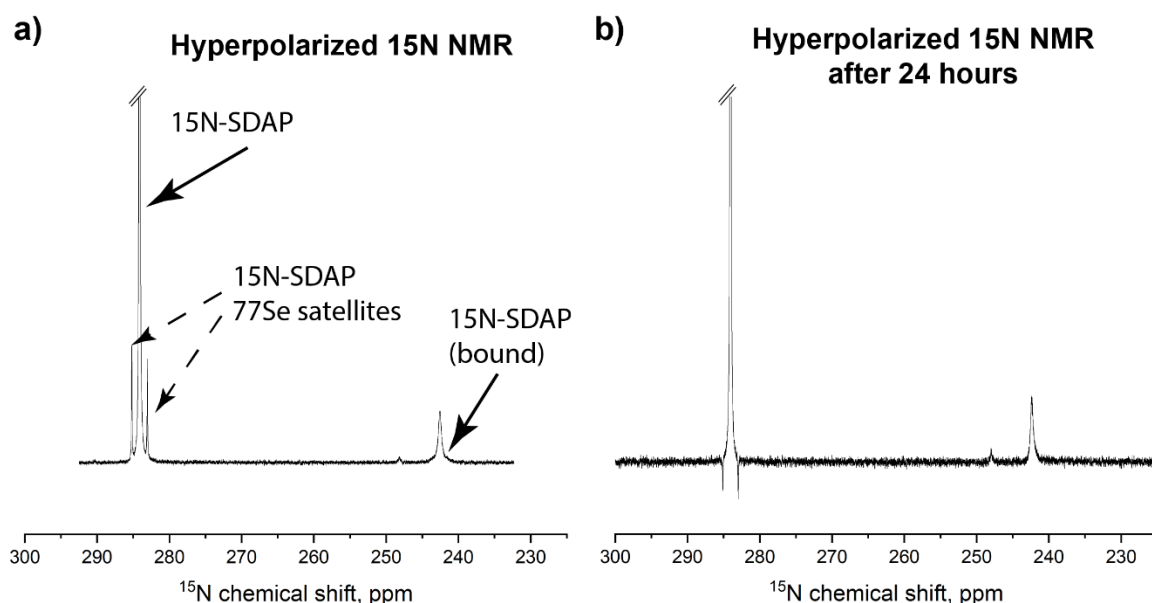 a)
Hyperpolarized 15N NMR
15N-SDAP
15N-SDAP
77Se satellites
15N-SDAP
(bound)
300 290 280 270 260 250 240 230
¹⁵N chemical shift, ppm
b)
Hyperpolarized 15N NMR
after 24 hours
300 290 280 270 260 250 240 230
¹⁵N chemical shift, ppm